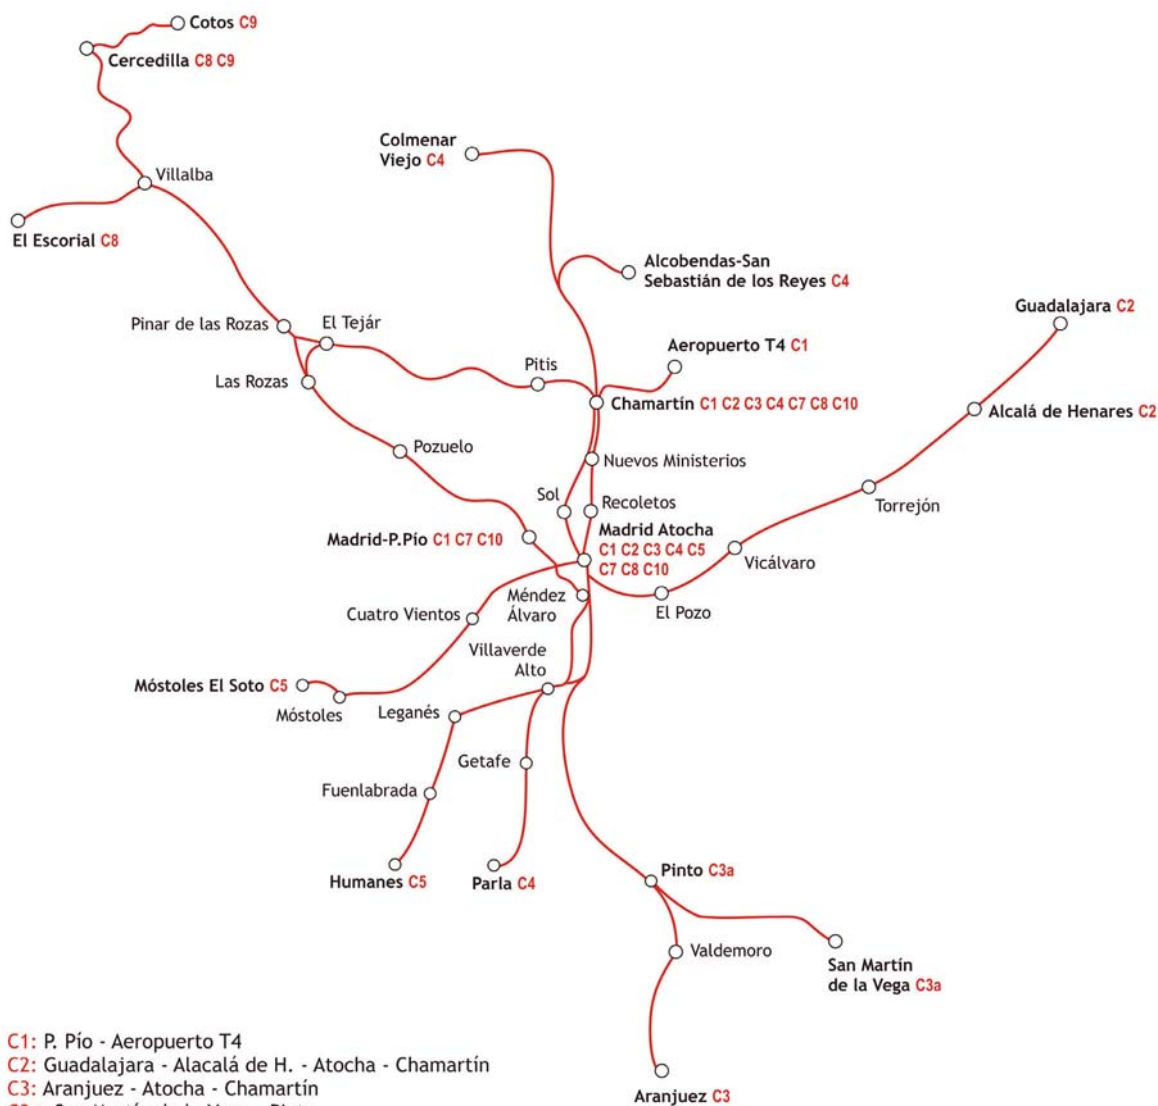 Cotos C9
Cercedilla C8 C9
Colmenar
Viejo C4
Villalba
El Escorial C8
Alcobendas-San
Sebastián de los Reyes C4
Guadalajara C2
Pinar de las Rozas
El Tejár
Aeropuerto T4 C1
Pitis
Las Rozas
Chamartín C1 C2 C3 C4 C7 C8 C10
Alcalá de Henares C2
Pozuelo
Nuevos Ministerios
Sol
Recoletos
Torrejón
Madrid-P.Pío C1 C7 C10
Madrid Atocha
C1 C2 C3 C4 C5
C7 C8 C10
Vicálvaro
Méndez
Álvaro
El Pozo
Cuatro Vientos
Villaverde
Alto
Móstoles El Soto C5
Móstoles
Leganés
Getafe
Fuenlabrada
Humanes C5
Parla C4
Pinto C3a
Valdemoro
San Martín
de la Vega C3a
Aranjuez C3
C1: P. Pío - Aeropuerto T4
C2: Guadalajara - Alacalá de H. - Atocha - Chamartín
C3: Aranjuez - Atocha - Chamartín